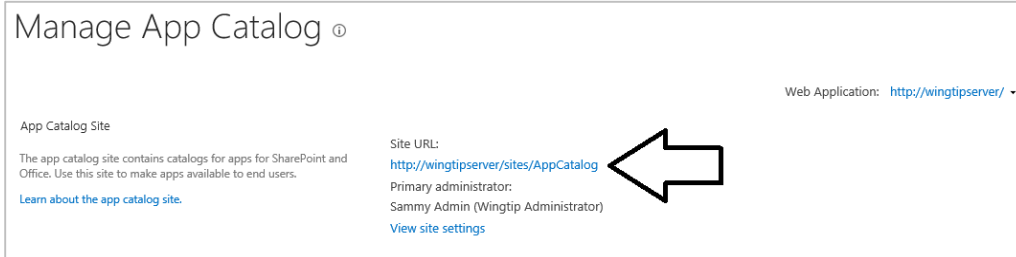 Manage App Catalog
Web Application: http://wingtipserver/
App Catalog Site
The app catalog site contains catalogs for apps for SharePoint and
Office. Use this site to make apps available to end users.
Learn about the app catalog site.
Site URL:
http://wingtipserver/sites/AppCatalog
Primary administrator:
Sammy Admin (Wingtip Administrator)
View site settings